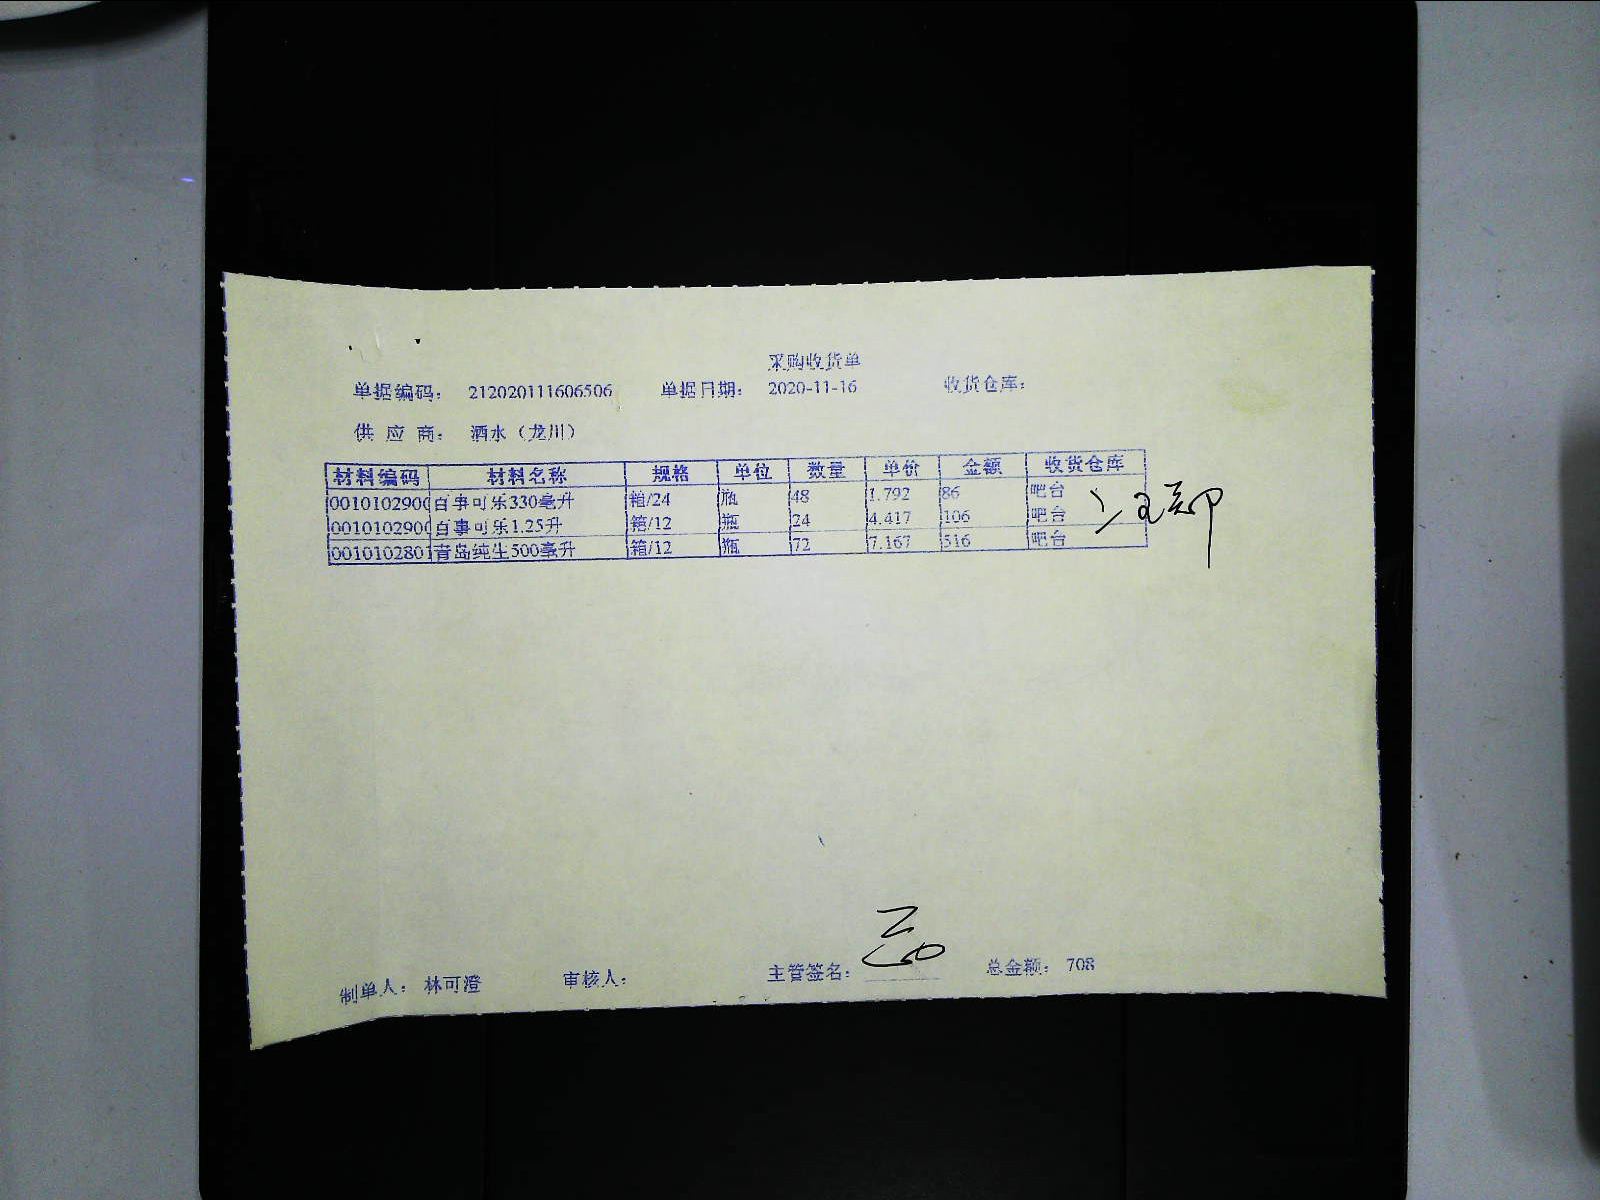 采购收货单
单据编码: 212020111606506 单据日期: 2020-11-16 收货仓库:
供 应 商: 酒水（龙川）
材料编码 材料名称 规格 单位 数量 单价 金额 收货仓库
0010102900 百事可乐330毫升 箱/24 瓶 48 1.792 86 吧台
0010102900 百事可乐1.25升 箱/12 瓶 24 4.417 106 吧台
0010102801 青岛纯生500毫升 箱/12 瓶 72 7.167 516 吧台
制单人: 林可澄 审核人: 主管签名: 总金额: 708